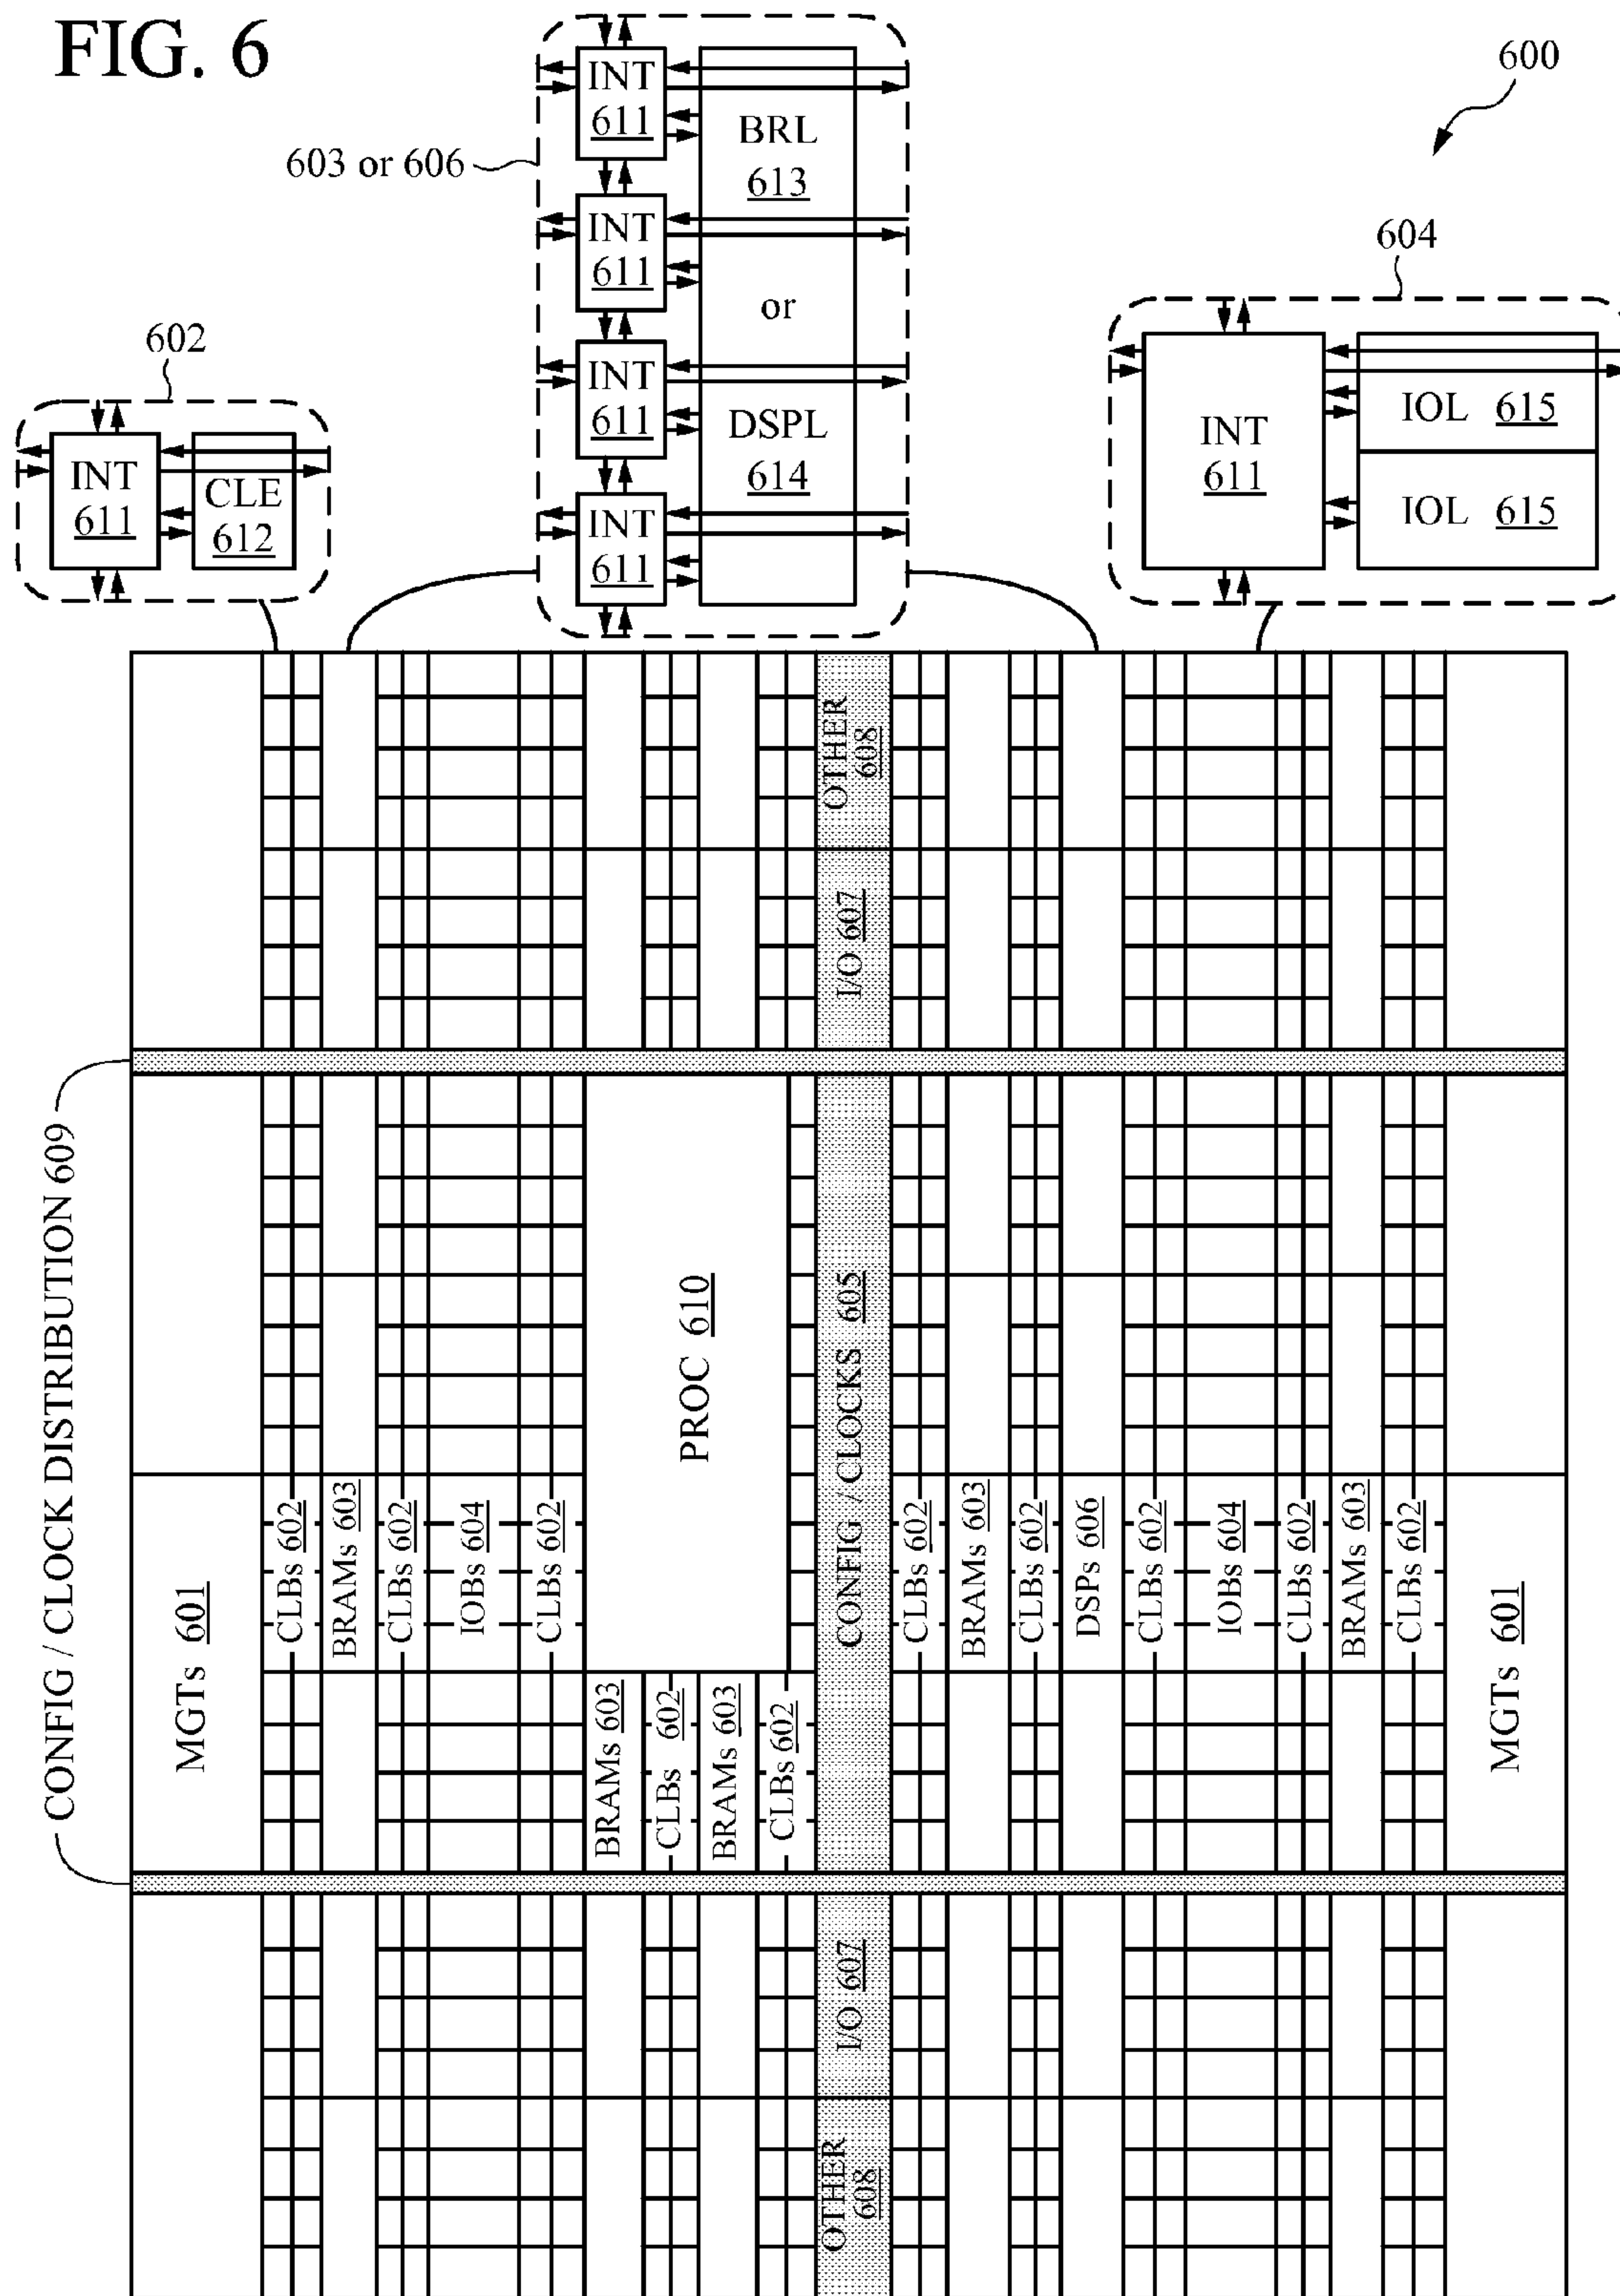 FIG. 6
600
603 or 606
INT
611
INT
611
INT
611
INT
611
BRL
613
or
DSPL
614
604
INT
611
IOL 615
IOL 615
602
INT
611
CLE
612
OTHER
608
I/O 607
CONFIG / CLOCK DISTRIBUTION 609
PROC 610
CONFIG / CLOCKS 605
MGTs 601
CLBs 602
BRAMs 603
CLBs 602
IOBs 604
CLBs 602
BRAMs 603
CLBs 602
BRAMs 603
CLBs 602
CLBs 602
BRAMs 603
CLBs 602
DSPs 606
CLBs 602
IOBs 604
CLBs 602
BRAMs 603
CLBs 602
MGTs 601
I/O 607
OTHER
608